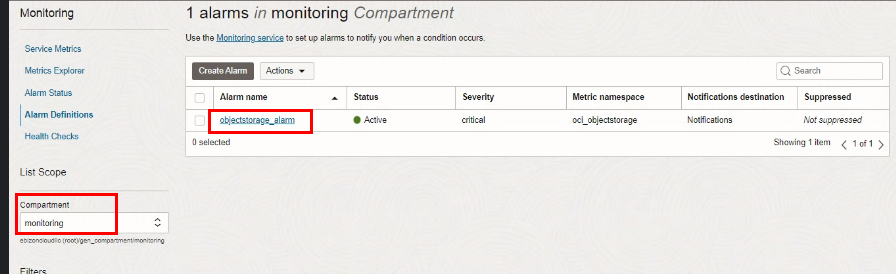 Monitoring
Service Metrics
Metrics Explorer
Alarm Status
Alarm Definitions
Health Checks
List Scope
Compartment
monitoring
ebizoncloudllc (root)/gen_compartment/monitoring
Filters
1 alarms in monitoring Compartment
Use the Monitoring service to set up alarms to notify you when a condition occurs.
Create Alarm Actions Search
Alarm name Status Severity Metric namespace Notifications destination Suppressed
objectstorage_alarm Active critical oci_objectstorage Notifications Not suppressed
0 selected Showing 1 item 1 of 1